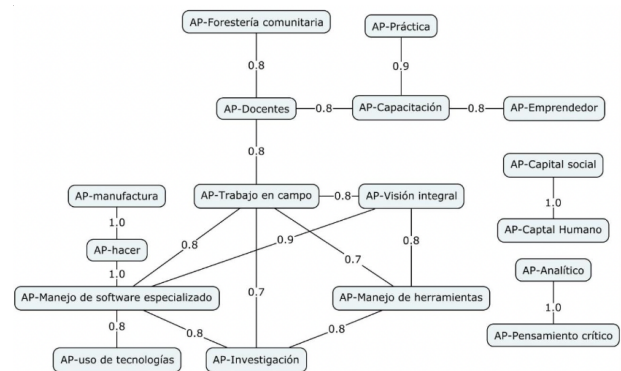 AP-Forestería comunitaria
AP-Práctica
0.8
0.9
AP-Docentes
0.8
AP-Capacitación
0.8
AP-Emprendedor
0.8
AP-Capital social
AP-manufactura
AP-Trabajo en campo
0.8
AP-Visión integral
1.0
1.0
AP-Captal Humano
AP-hacer
0.8
0.9
0.8
0.7
1.0
AP-Analítico
AP-Manejo de software especializado
0.7
AP-Manejo de herramientas
1.0
0.8
0.8
0.8
AP-Pensamiento crítico
AP-uso de tecnologías
AP-Investigación